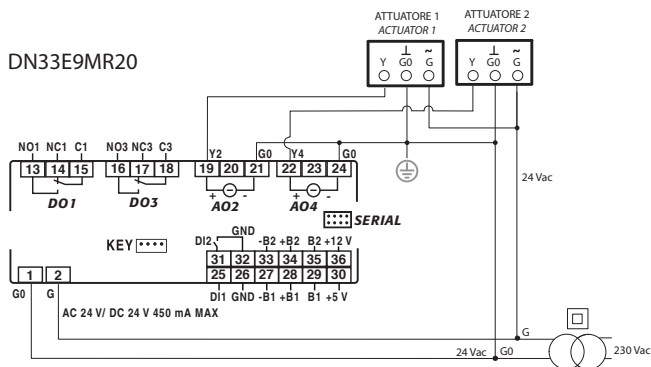 ATTUATORE 1
ACTUATOR 1
ATTUATORE 2
ACTUATOR 2
DN33E9MR20
⊥ ~
Y G0 G
⊥ ~
Y G0 G
NO1 NC1 C1 NO3 NC3 C3 Y2 G0 Y4 G0
13 14 15 16 17 18 19 20 21 22 23 24
DO1 DO3 + - AO2 + - AO4
24 Vac
SERIAL
KEY
DI2 GND -B2 +B2 B2 +12 V
31 32 33 34 35 36
1 2 25 26 27 28 29 30
G0 G DI1 GND -B1 +B1 B1 +5 V
AC 24 V/ DC 24 V 450 mA MAX
G
24 Vac G0 230 Vac